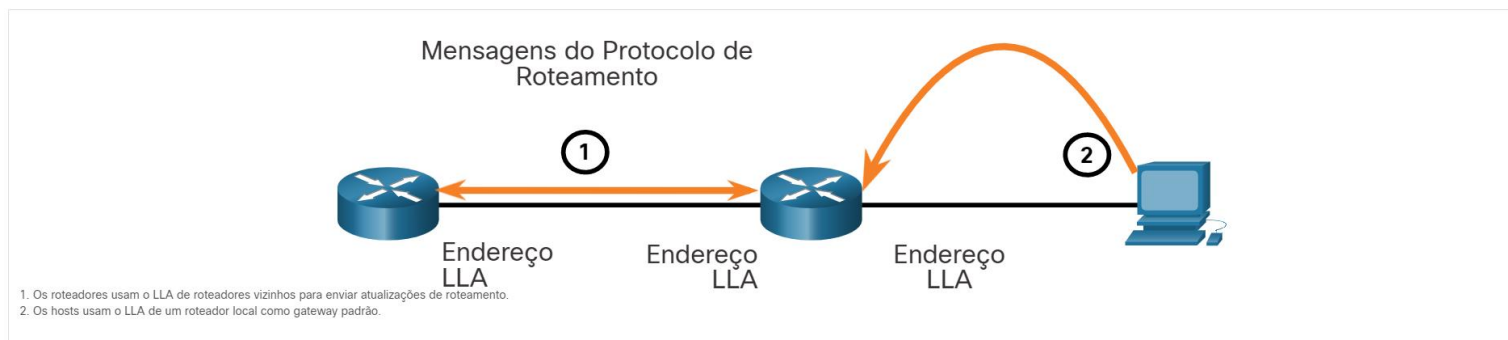 Mensagens do Protocolo de
Roteamento
1
2
Endereço
LLA
Endereço
LLA
Endereço
LLA
1. Os roteadores usam o LLA de roteadores vizinhos para enviar atualizações de roteamento.
2. Os hosts usam o LLA de um roteador local como gateway padrão.